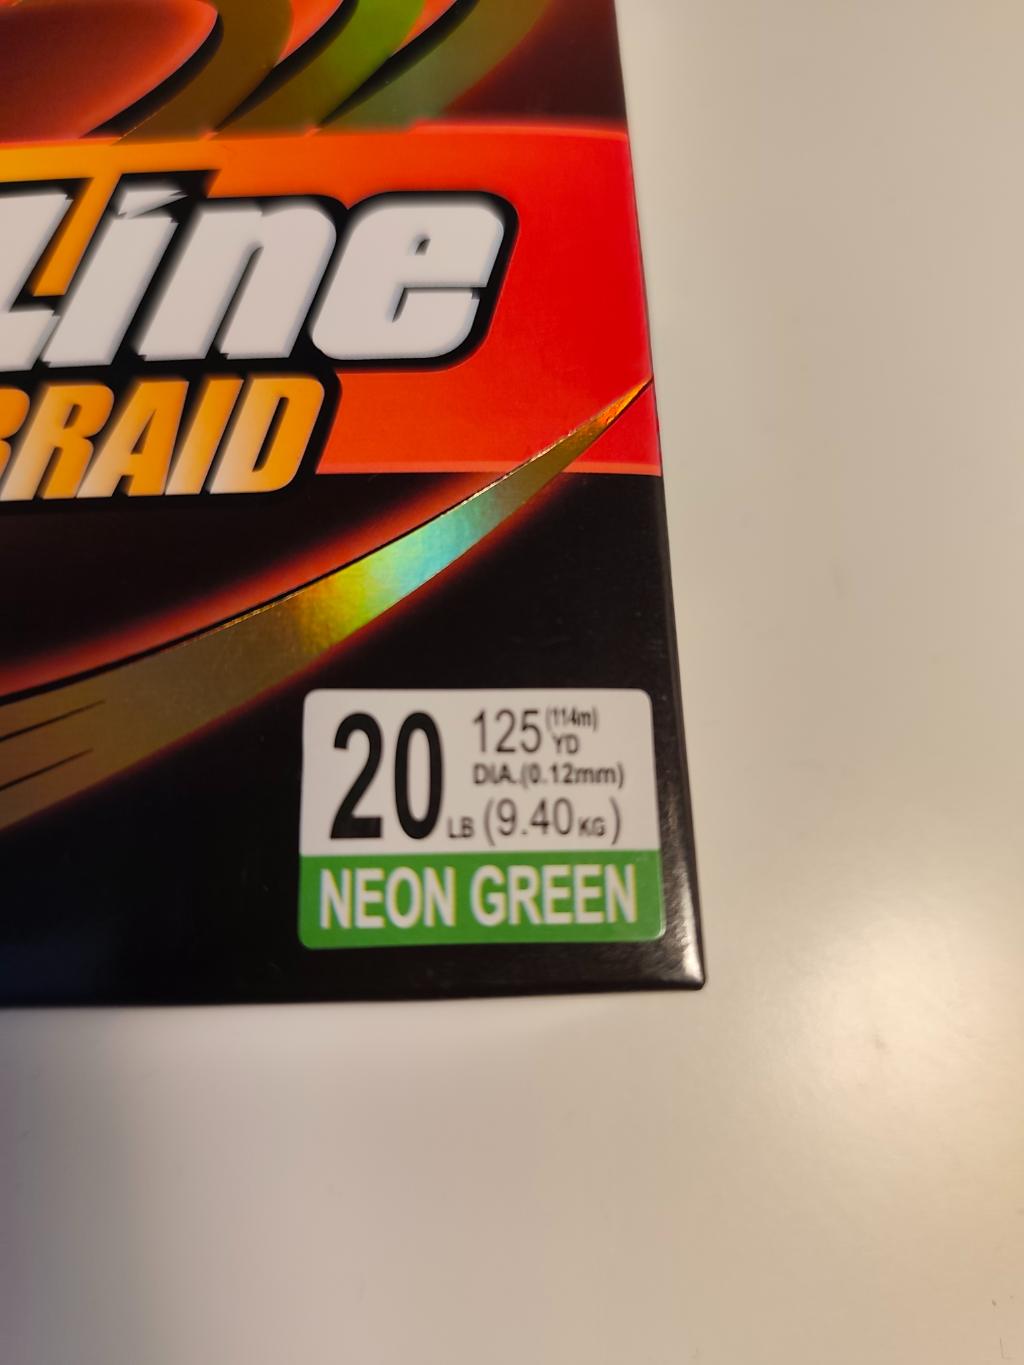 Line
BRAID
20 LB
125 YD (114m)
DIA.(0.12mm)
(9.40KG)
NEON GREEN